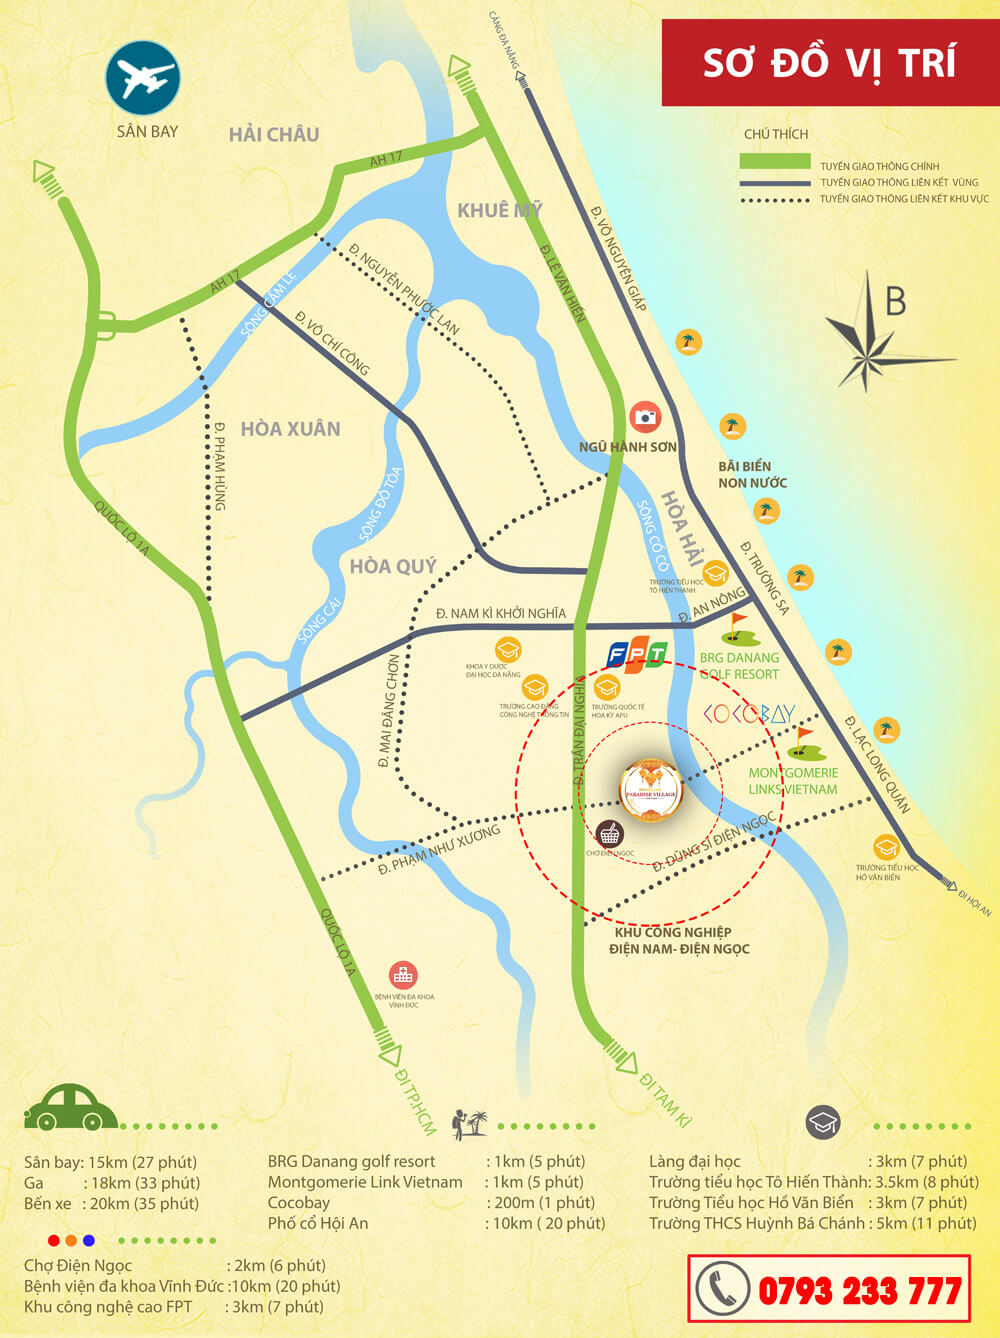 CẢNG ĐÀ NẴNG
SƠ ĐỒ VỊ TRÍ
SÂN BAY
HẢI CHÂU
CHÚ THÍCH
TUYẾN GIAO THÔNG CHÍNH
TUYẾN GIAO THÔNG LIÊN KẾT VÙNG
TUYẾN GIAO THÔNG LIÊN KẾT KHU VỰC
AH 17
KHUÊ MỸ
Đ. VÕ NGUYÊN GIÁP
Đ. LÊ VĂN HIẾN
Đ. NGUYỄN PHƯỚC LAN
AH 17
SÔNG CẨM LỆ
Đ. VÕ CHÍ CÔNG
B
HÒA XUÂN
Đ. PHẠM HÙNG
NGŨ HÀNH SƠN
BÃI BIỂN
NON NƯỚC
SÔNG ĐÔ TỎA
QUỐC LỘ 1A
HÒA QUÝ
SÔNG CỔ CÒ
HÒA HẢI
Đ. TRƯỜNG SA
TRƯỜNG TIỂU HỌC
TÔ HIẾN THÀNH
SÔNG CÁI
Đ. NAM KÌ KHỞI NGHĨA
Đ. AN NÔNG
FPT
BRG DANANG
GOLF RESORT
KHOA Y DƯỢC
ĐẠI HỌC ĐÀ NẴNG
Đ. MAI ĐĂNG CHƠN
TRƯỜNG CAO ĐẲNG
CÔNG NGHỆ THÔNG TIN
Đ. TRẦN ĐẠI NGHĨA
TRƯỜNG QUỐC TẾ
HOA KỲ APU
COCOBAY
Đ. LẠC LONG QUÂN
MONTGOMERIE
LINKS VIETNAM
PARADISE VILLAGE
Đ. PHẠM NHƯ XƯƠNG
CHỢ ĐIỆN NGỌC
Đ. DŨNG SĨ ĐIỆN NGỌC
TRƯỜNG TIỂU HỌC
HỒ VĂN BIỂN
ĐI HỘI AN
QUỐC LỘ 1A
KHU CÔNG NGHIỆP
ĐIỆN NAM- ĐIỆN NGỌC
BỆNH VIÊN ĐA KHOA
VĨNH ĐỨC
ĐI TP.HCM
ĐI TAM KÌ
Sân bay: 15km (27 phút)
Ga : 18km (33 phút)
Bến xe : 20km (35 phút)
BRG Danang golf resort : 1km (5 phút)
Montgomerie Link Vietnam : 1km (5 phút)
Cocobay : 200m (1 phút)
Phố cổ Hội An : 10km ( 20 phút)
Làng đại học : 3km (7 phút)
Trường tiểu học Tô Hiến Thành: 3.5km (8 phút)
Trường Tiểu học Hồ Văn Biển : 3km (7 phút)
Trường THCS Huỳnh Bá Chánh : 5km (11 phút)
Chợ Điện Ngọc : 2km (6 phút)
Bệnh viện đa khoa Vĩnh Đức :10km (20 phút)
Khu công nghệ cao FPT : 3km (7 phút)
0793 233 777